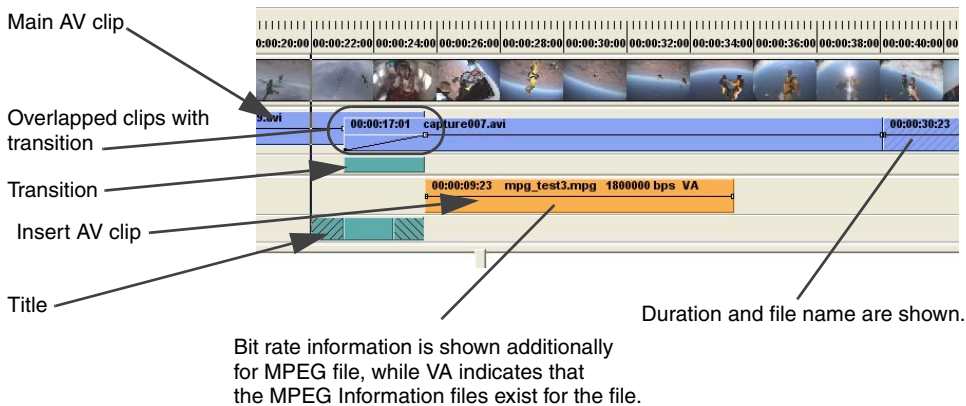 Main AV clip
0:00:20:00 00:00:22:00 00:00:24:00 00:00:26:00 00:00:28:00 00:00:30:00 00:00:32:00 00:00:34:00 00:00:36:00 00:00:38:00 00:00:40:00 00
Overlapped clips with
transition
9.avi
00:00:17:01 capture007.avi
00:00:30:23
Transition
00:00:09:23 mpg_test3.mpg 1800000 bps VA
Insert AV clip
Title
Duration and file name are shown.
Bit rate information is shown additionally
for MPEG file, while VA indicates that
the MPEG Information files exist for the file.